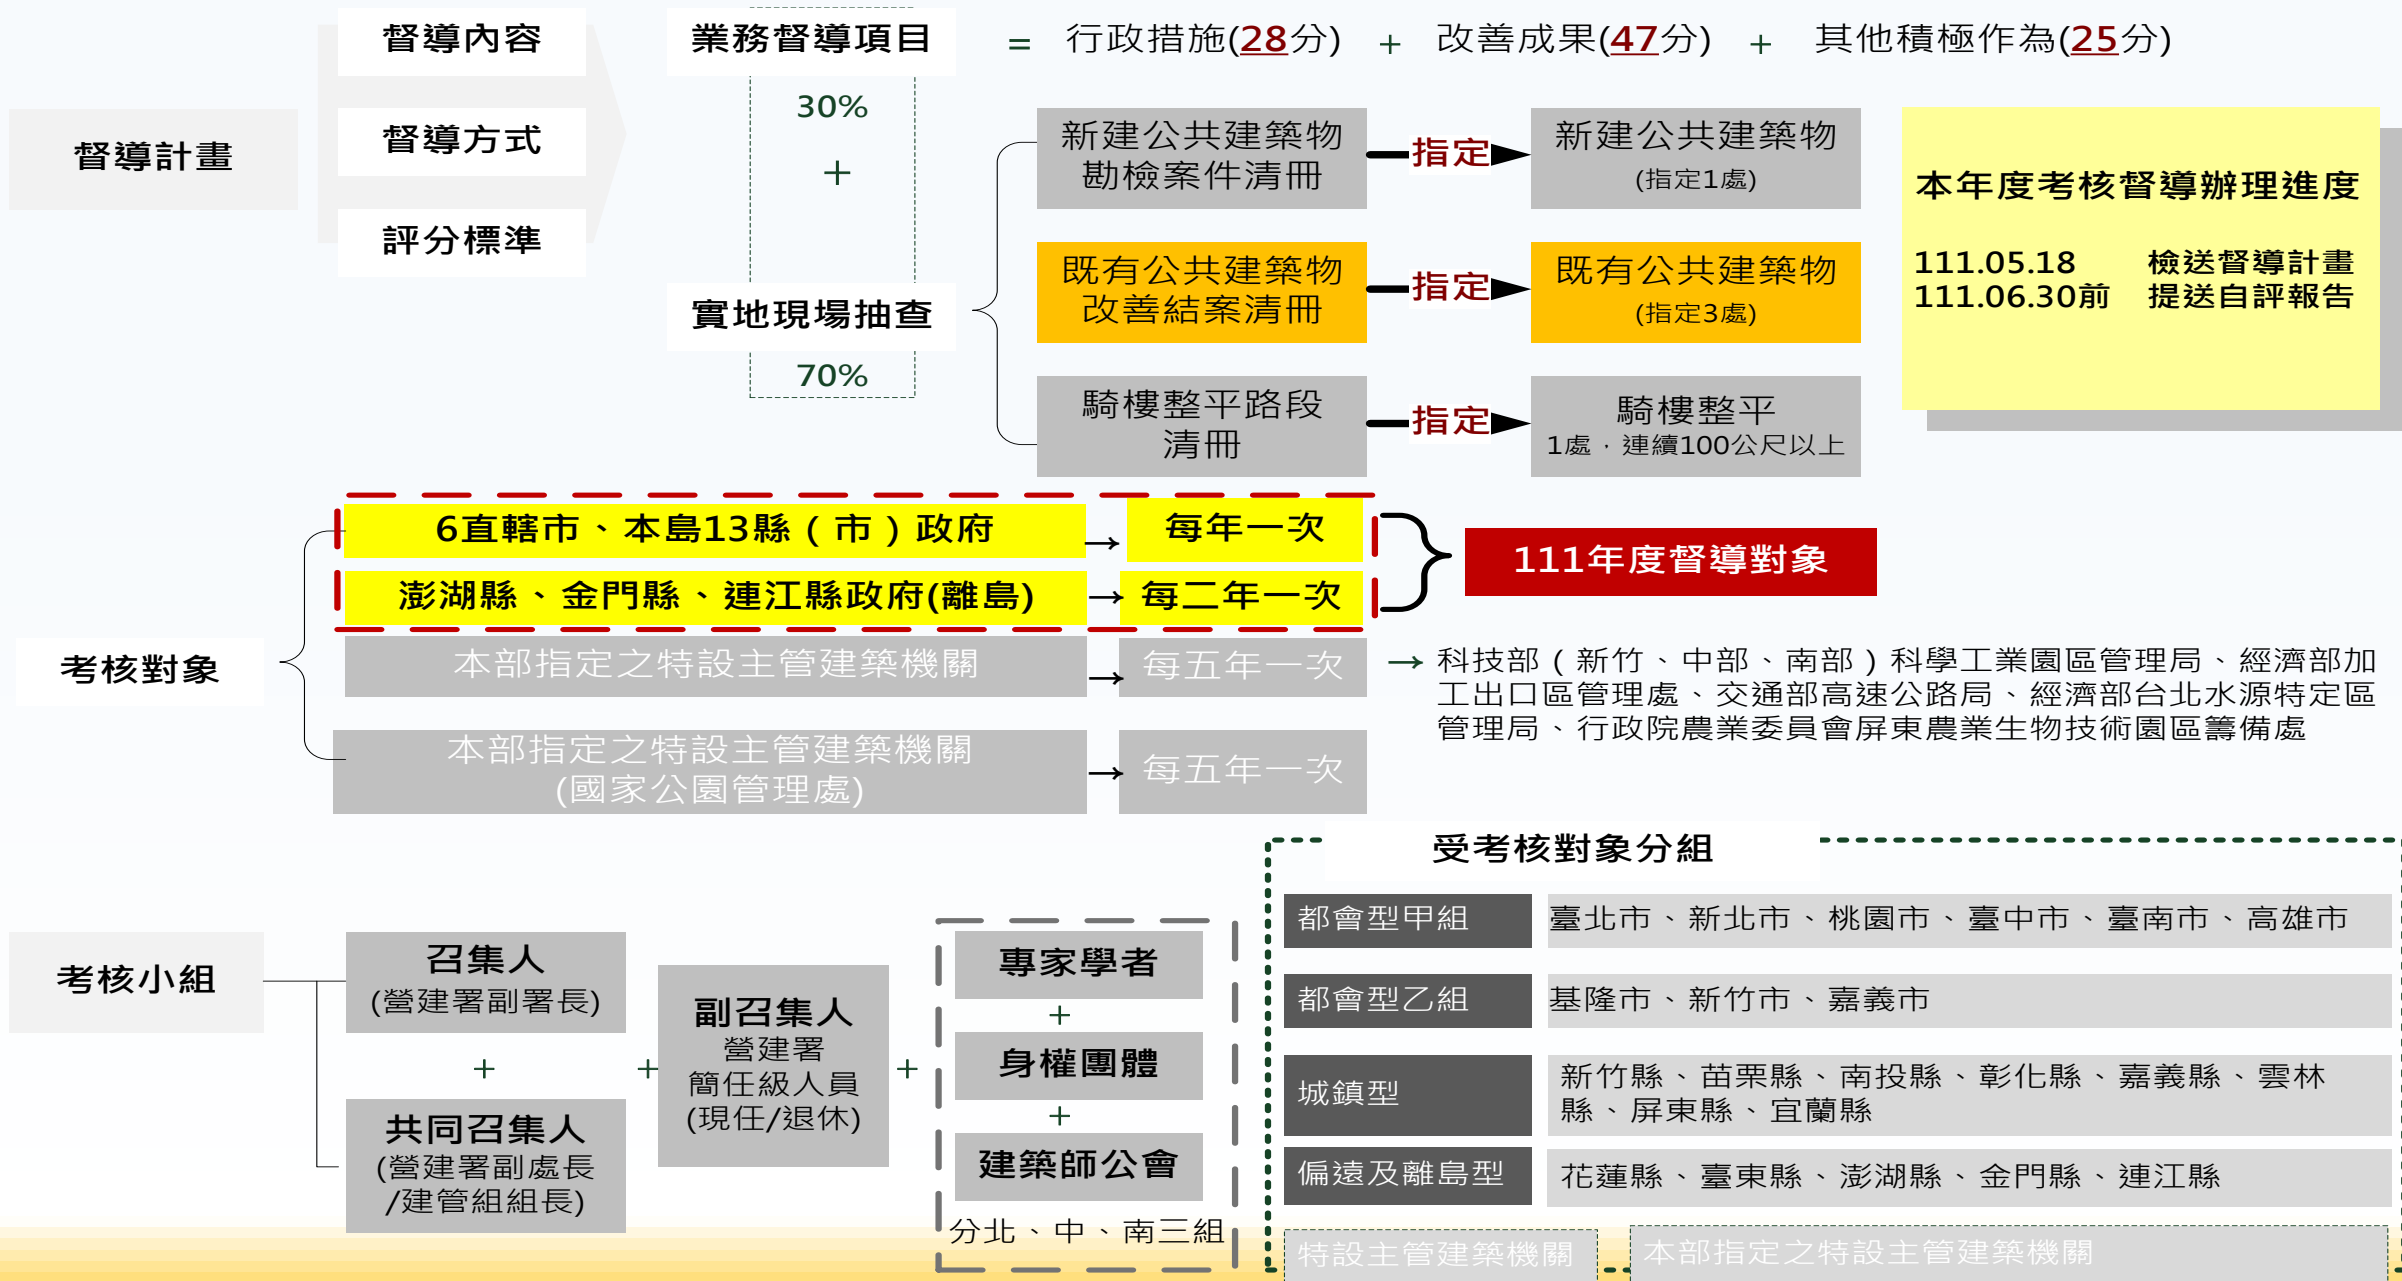 督導計畫
督導內容
督導方式
評分標準
業務督導項目
=
行政措施(28分)
+
改善成果(47分)
+
其他積極作為(25分)
30%
+
實地現場抽查
70%
新建公共建築物
勘檢案件清冊
指定
新建公共建築物
(指定1處)
既有公共建築物
改善結案清冊
指定
既有公共建築物
(指定3處)
騎樓整平路段
清冊
指定
騎樓整平
1處，連續100公尺以上
本年度考核督導辦理進度
111.05.18 檢送督導計畫
111.06.30前 提送自評報告
考核對象
6直轄市、本島13縣（市）政府
→
每年一次
澎湖縣、金門縣、連江縣政府(離島)
→
每二年一次
111年度督導對象
本部指定之特設主管建築機關
→
每五年一次
→ 科技部（新竹、中部、南部）科學工業園區管理局、經濟部加
工出口區管理處、交通部高速公路局、經濟部台北水源特定區
管理局、行政院農業委員會屏東農業生物技術園區籌備處
本部指定之特設主管建築機關
(國家公園管理處)
→
每五年一次
考核小組
召集人
(營建署副署長)
+
共同召集人
(營建署副處長
/建管組組長)
+
副召集人
營建署
簡任級人員
(現任/退休)
+
專家學者
+
身權團體
+
建築師公會
分北、中、南三組
受考核對象分組
都會型甲組
臺北市、新北市、桃園市、臺中市、臺南市、高雄市
都會型乙組
基隆市、新竹市、嘉義市
城鎮型
新竹縣、苗栗縣、南投縣、彰化縣、嘉義縣、雲林
縣、屏東縣、宜蘭縣
偏遠及離島型
花蓮縣、臺東縣、澎湖縣、金門縣、連江縣
特設主管建築機關
本部指定之特設主管建築機關